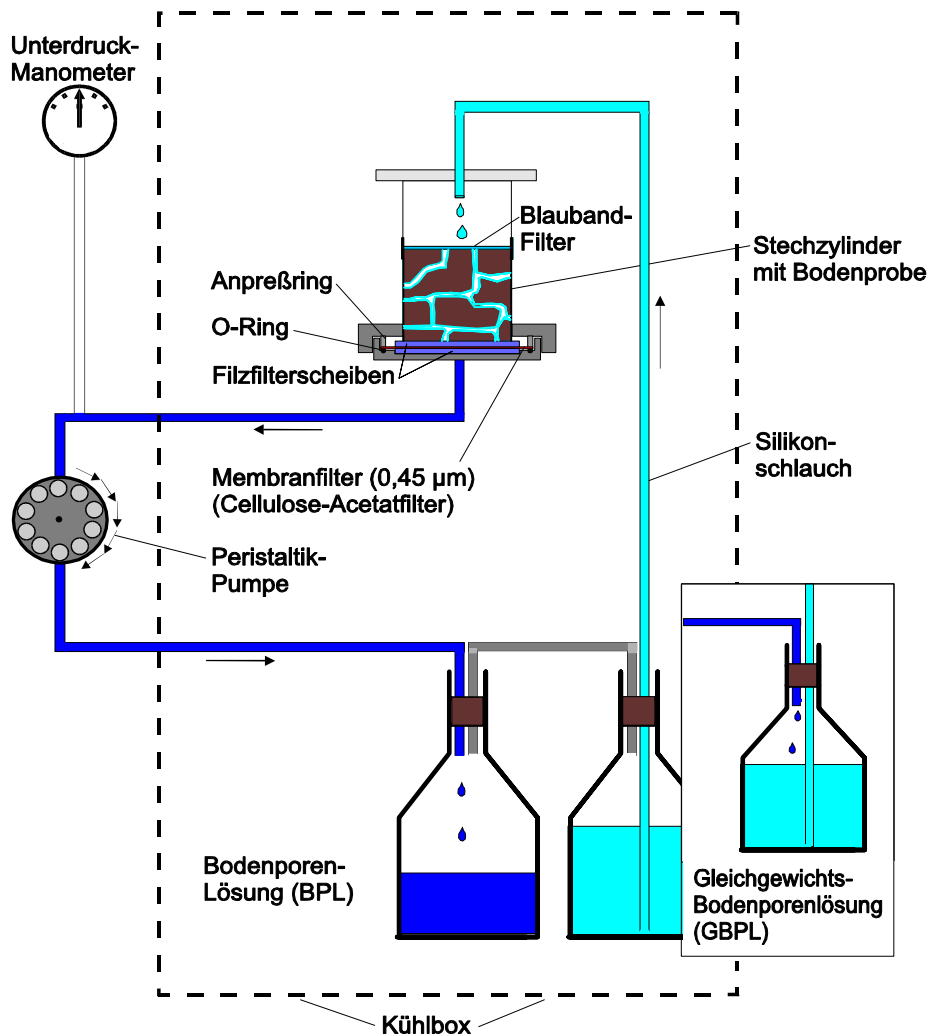 Unterdruck-
Manometer
Blauband-
Filter
Stechzylinder
mit Bodenprobe
Anpreßring
O-Ring
Filzfilterscheiben
Membranfilter (0,45 µm)
(Cellulose-Acetatfilter)
Silikon-
schlauch
Peristaltik-
Pumpe
Bodenporen-
Lösung (BPL)
Gleichgewichts-
Bodenporenlösung
(GBPL)
Kühlbox